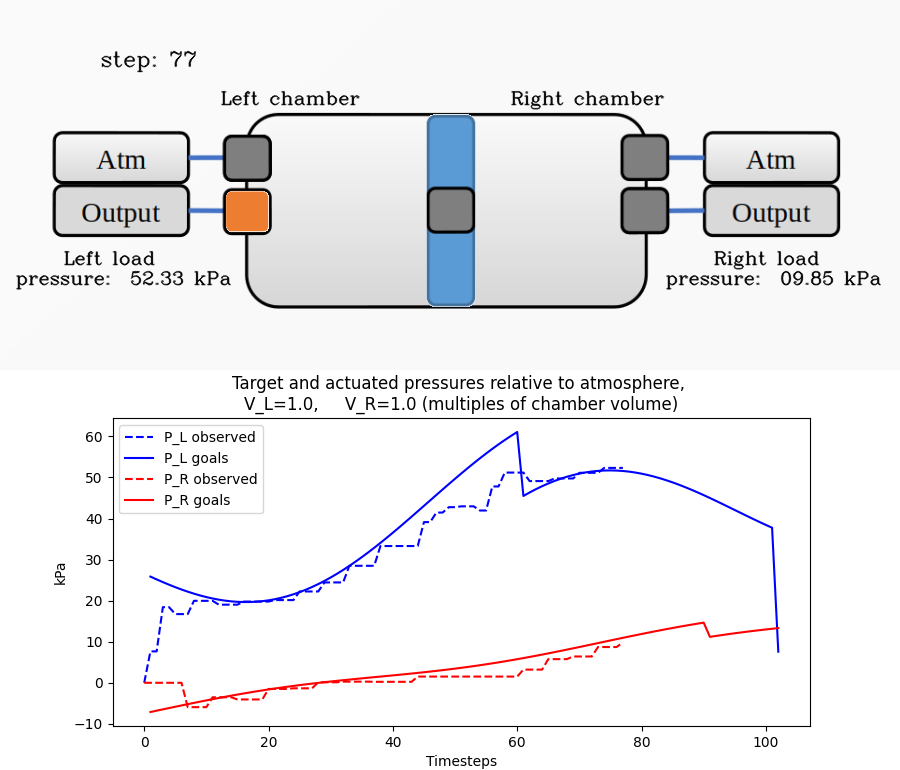 step: 77
Left chamber
Right chamber
Atm
Atm
Output
Output
Left load
pressure: 52.33 kPa
Right load
pressure: 09.85 kPa
Target and actuated pressures relative to atmosphere,
V_L=1.0, V_R=1.0 (multiples of chamber volume)
P_L observed
P_L goals
P_R observed
P_R goals
kPa
60
50
40
30
20
10
0
−10
0
20
40
60
80
100
Timesteps